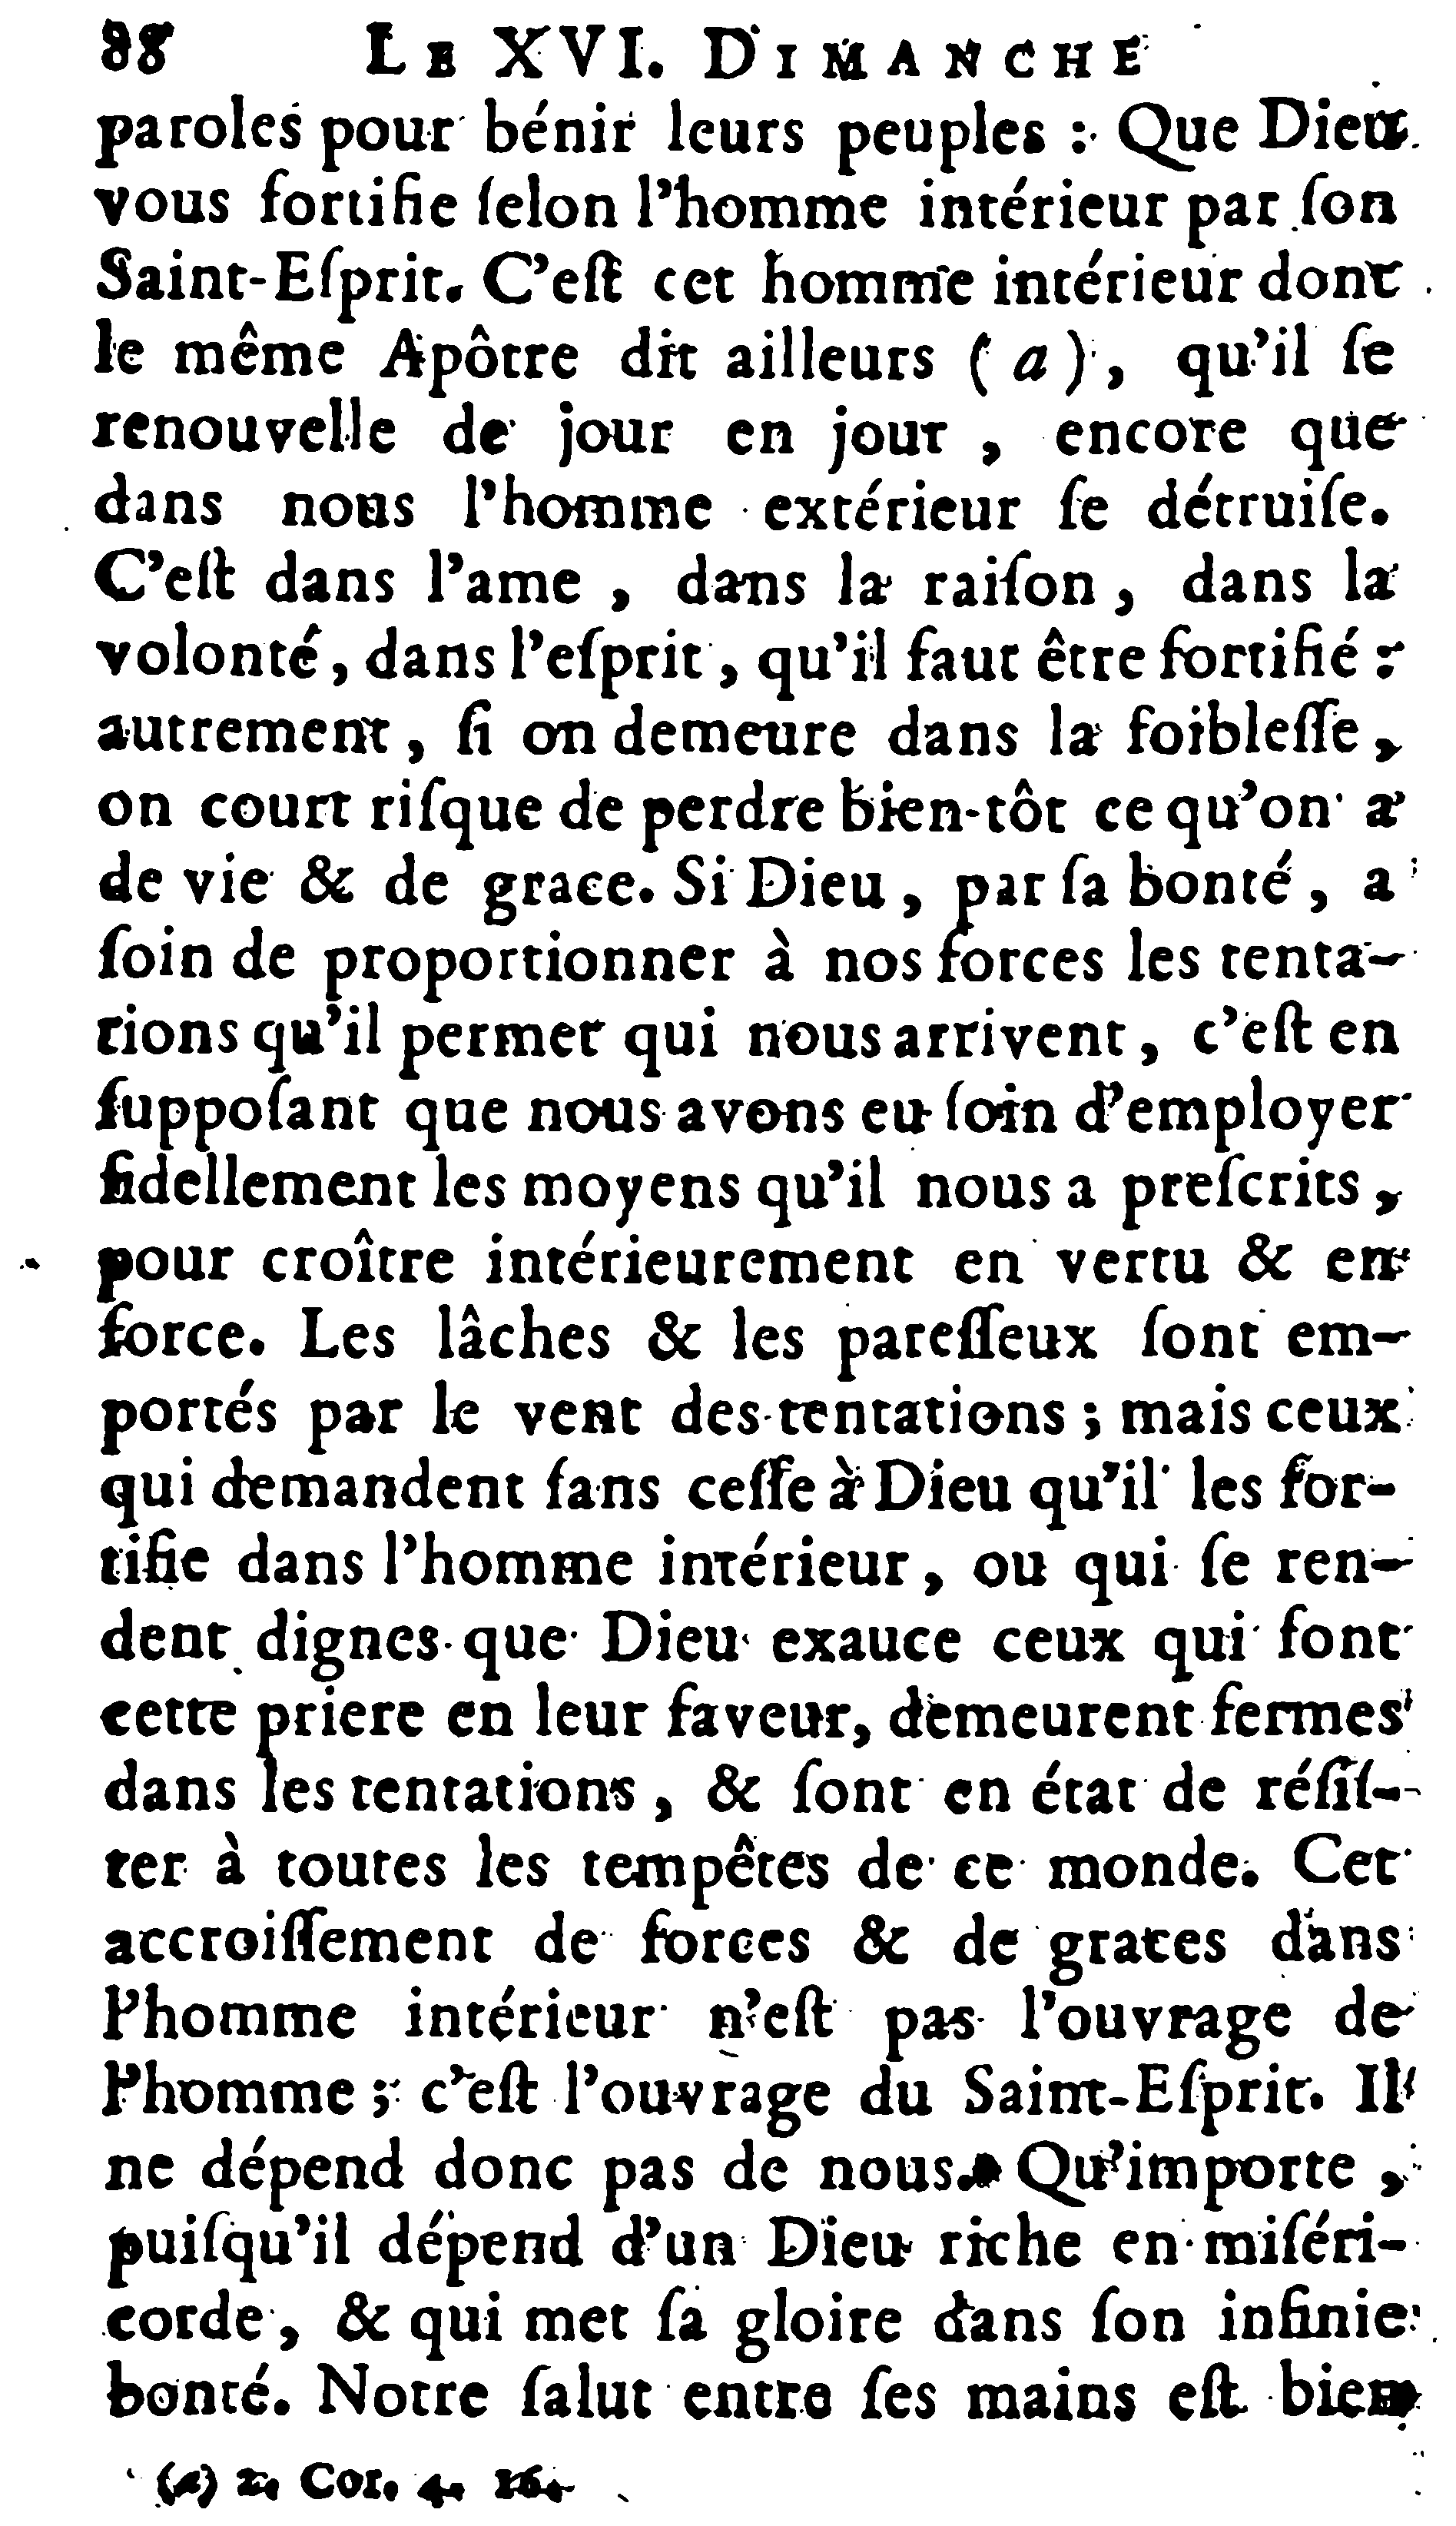 88 LE XVI. DIMANCHE
paroles pour bénir leurs peuples : Que Dieu
vous fortifie ſelon l'homme intérieur par ſon
Saint-Eſprit. C'eſt cet homme intérieur dont
le même Apôtre dit ailleurs ( a ), qu'il ſe
renouvelle de jour en jour , encore que
dans nous l'homme extérieur ſe détruiſe.
C'eſt dans l'ame , dans la raiſon , dans la
volonté, dans l'eſprit , qu'il faut être fortifié :
autrement , ſi on demeure dans la foibleſſe ,
on court riſque de perdre bien-tôt ce qu'on a
de vie & de grace. Si Dieu , par ſa bonté , a
ſoin de proportionner à nos forces les tenta-
tions qu'il permet qui nous arrivent , c'eſt en
ſuppoſant que nous avons eu ſoin d'employer
fidellement les moyens qu'il nous a preſcrits ,
pour croître intérieurement en vertu & en
force. Les lâches & les pareſſeux ſont em-
portés par le vent des tentations ; mais ceux
qui demandent ſans ceſſe à Dieu qu'il les for-
tifie dans l'homme intérieur, ou qui ſe ren-
dent dignes que Dieu exauce ceux qui font
cette priere en leur faveur, demeurent fermes
dans les tentations , & ſont en état de réſiſ-
ter à toutes les tempêtes de ce monde. Cet
accroiſſement de forces & de graces dans
l'homme intérieur n'eſt pas l'ouvrage de
l'homme ; c'eſt l'ouvrage du Saint-Eſprit. Il
ne dépend donc pas de nous. Qu'importe ,
puiſqu'il dépend d'un Dieu riche en miſéri-
corde , & qui met ſa gloire dans ſon infinie
bonté. Notre ſalut entre ſes mains eſt bien
(a) 2. Cor. 4. 16.